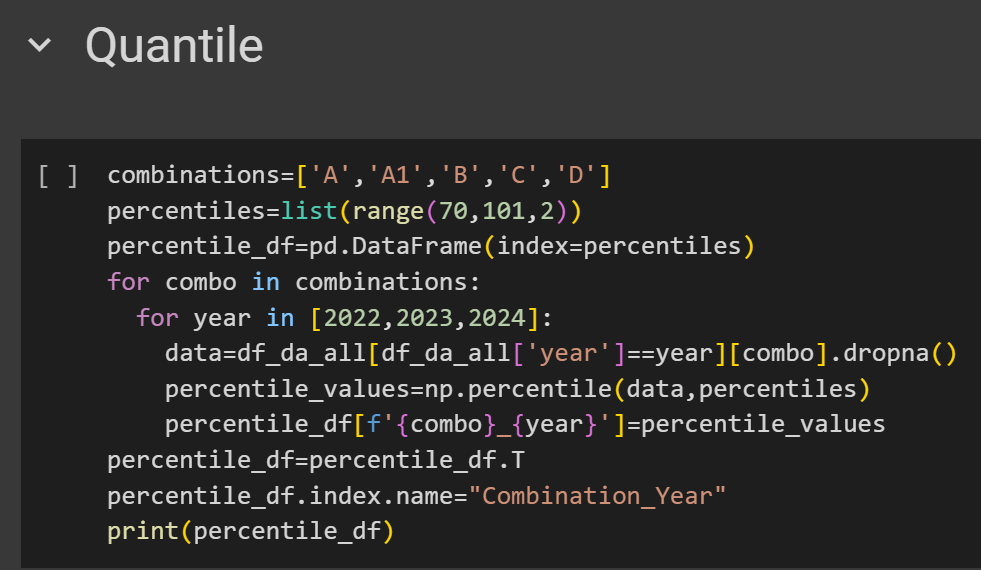 Quantile
[ ] combinations=['A','A1','B','C','D']
percentiles=list(range(70,101,2))
percentile_df=pd.DataFrame(index=percentiles)
for combo in combinations:
  for year in [2022,2023,2024]:
    data=df_da_all[df_da_all['year']==year][combo].dropna()
    percentile_values=np.percentile(data,percentiles)
    percentile_df[f'{combo}_{year}']=percentile_values
percentile_df=percentile_df.T
percentile_df.index.name="Combination_Year"
print(percentile_df)